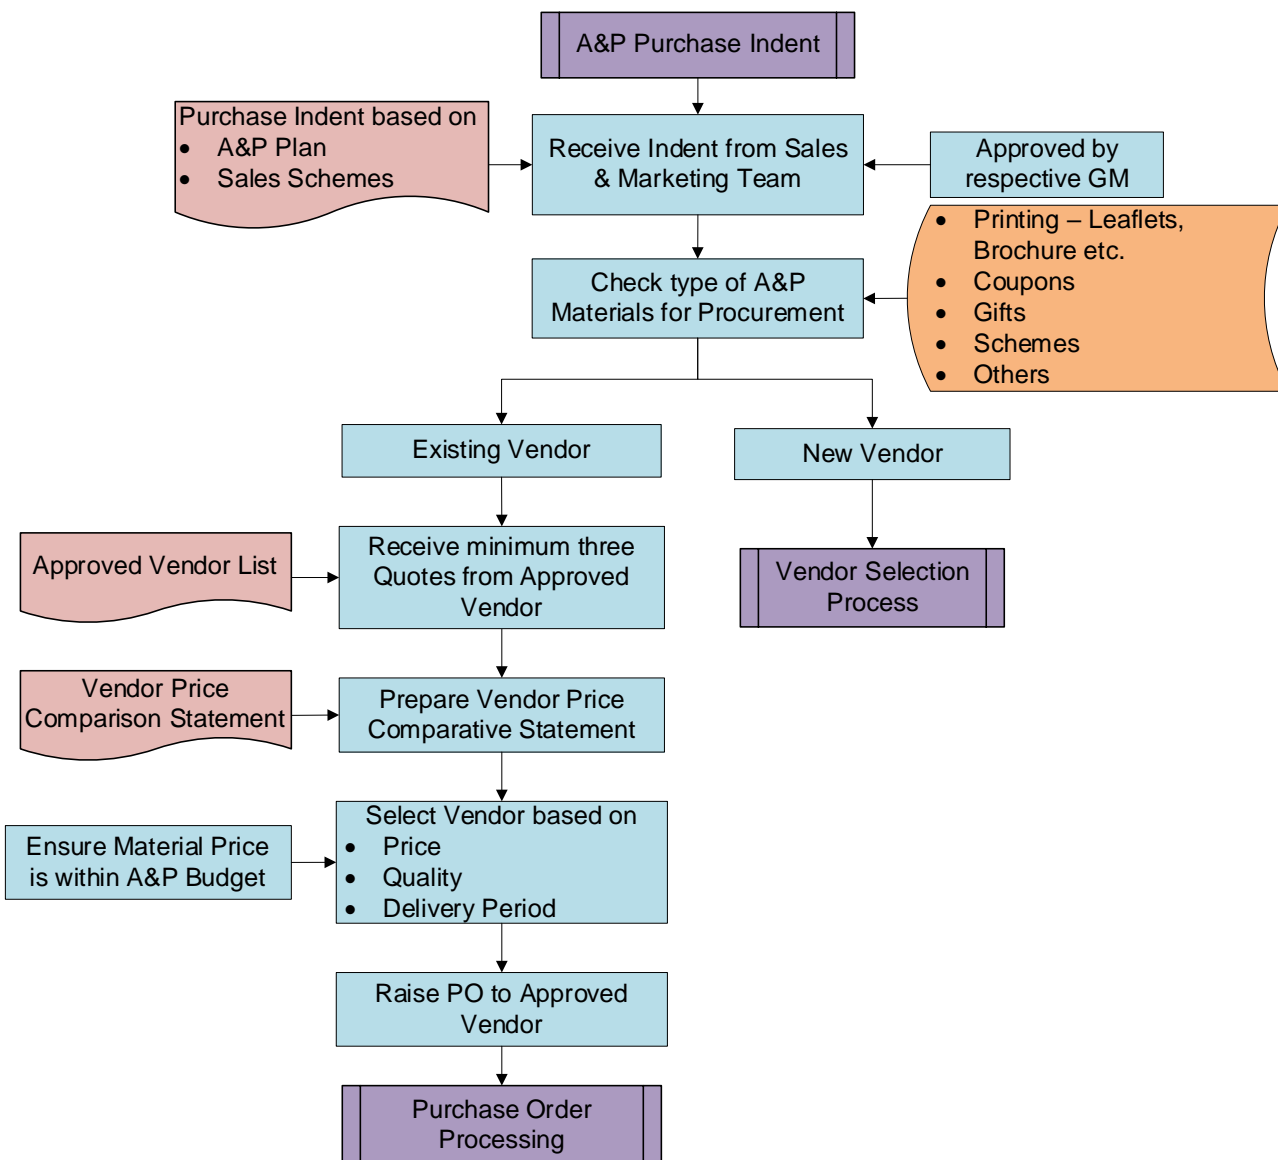 A&P Purchase Indent
Purchase Indent based on
• A&P Plan
• Sales Schemes
Receive Indent from Sales
& Marketing Team
Approved by
respective GM
• Printing – Leaflets,
Brochure etc.
• Coupons
• Gifts
• Schemes
• Others
Check type of A&P
Materials for Procurement
Existing Vendor
New Vendor
Approved Vendor List
Receive minimum three
Quotes from Approved
Vendor
Vendor Selection
Process
Vendor Price
Comparison Statement
Prepare Vendor Price
Comparative Statement
Ensure Material Price
is within A&P Budget
Select Vendor based on
• Price
• Quality
• Delivery Period
Raise PO to Approved
Vendor
Purchase Order
Processing